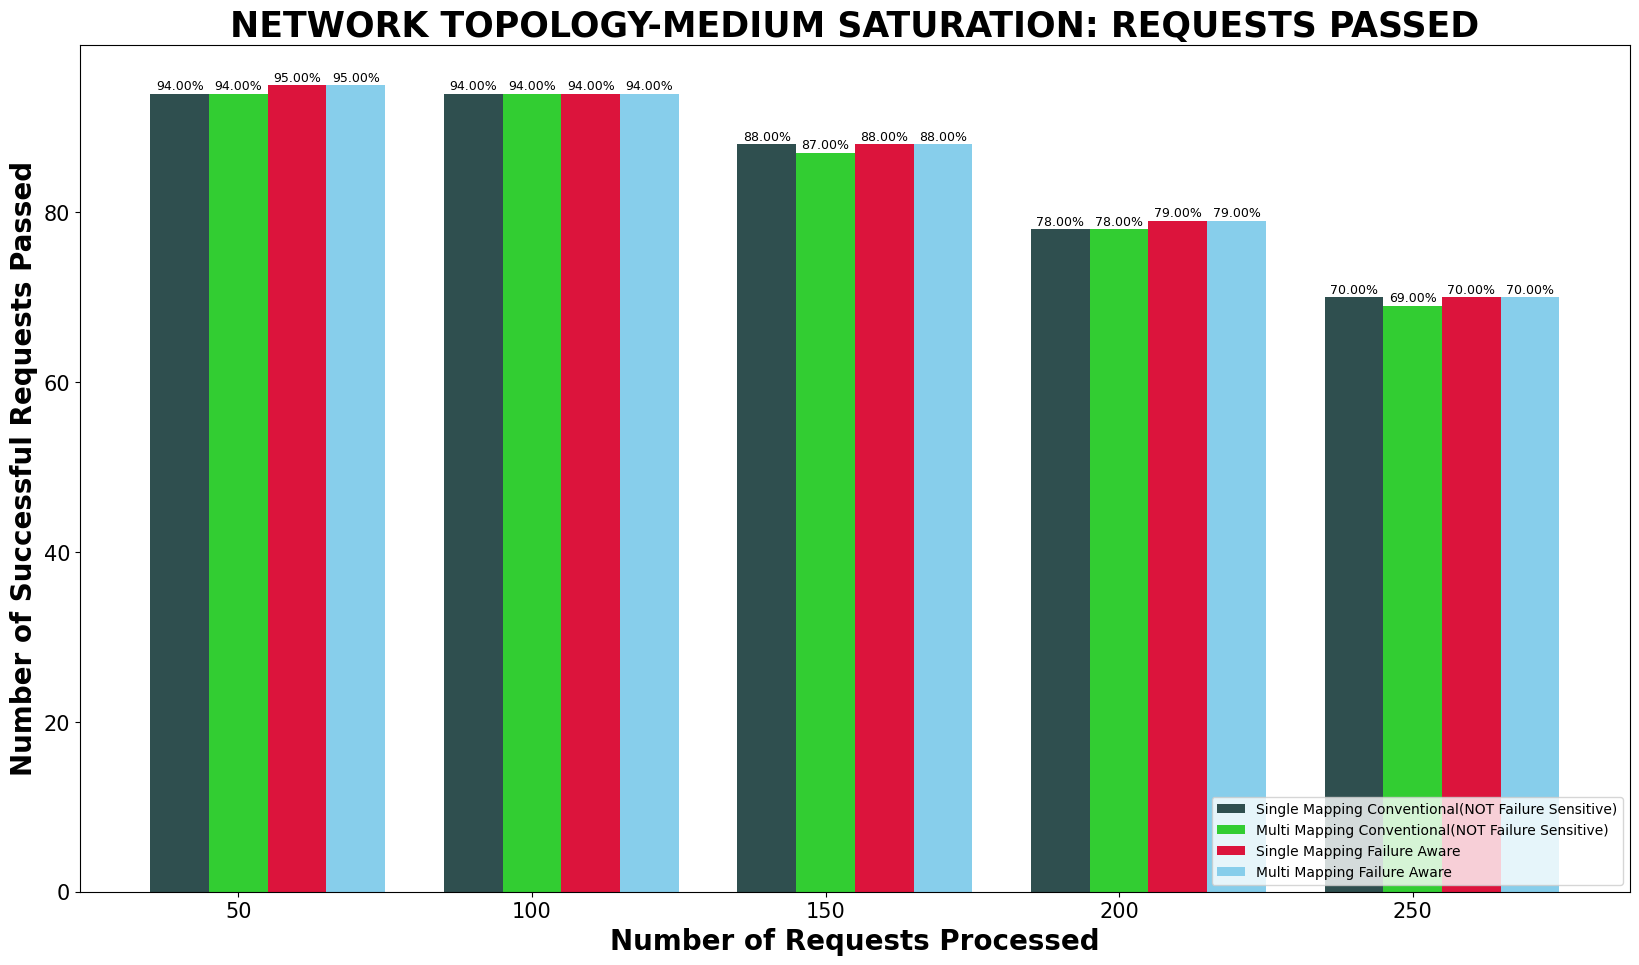 NETWORK TOPOLOGY-MEDIUM SATURATION: REQUESTS PASSED
Number of Successful Requests Passed
80
60
40
20
0
94.00% 94.00% 95.00% 95.00%
94.00% 94.00% 94.00% 94.00%
88.00% 87.00% 88.00% 88.00%
78.00% 78.00% 79.00% 79.00%
70.00% 69.00% 70.00% 70.00%
Single Mapping Conventional(NOT Failure Sensitive)
Multi Mapping Conventional(NOT Failure Sensitive)
Single Mapping Failure Aware
Multi Mapping Failure Aware
50 100 150 200 250
Number of Requests Processed